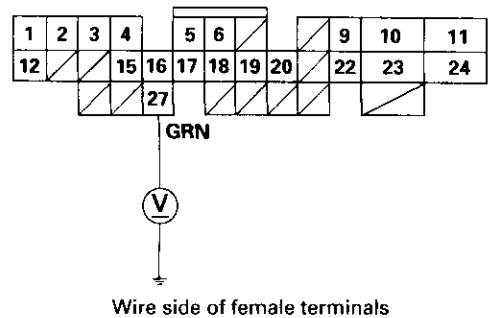 1 2 3 4 5 6 9 10 11
12 15 16 17 18 19 20 22 23 24
27
GRN
V
Wire side of female terminals